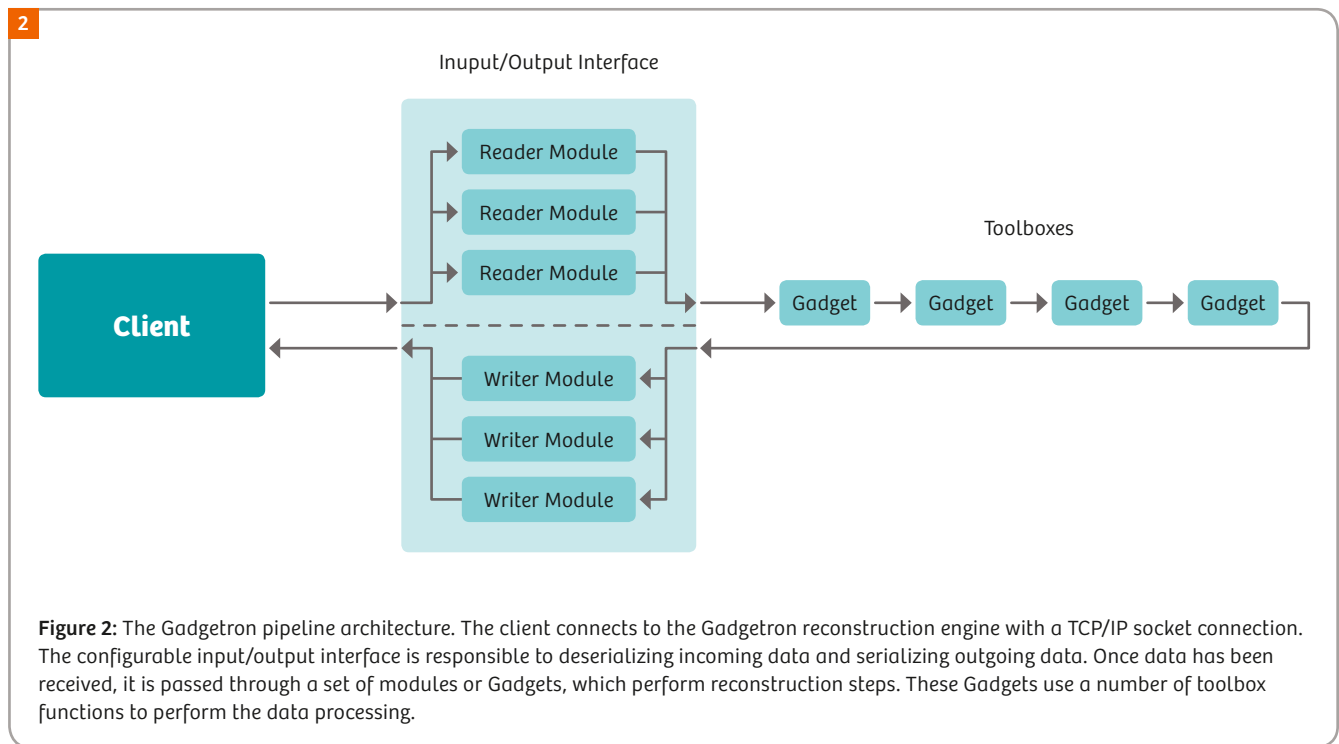 2
Inuput/Output Interface
Reader Module
Reader Module
Reader Module
Toolboxes
Client
Gadget
Gadget
Gadget
Gadget
Writer Module
Writer Module
Writer Module
Figure 2: The Gadgetron pipeline architecture. The client connects to the Gadgetron reconstruction engine with a TCP/IP socket connection.
The configurable input/output interface is responsible to deserializing incoming data and serializing outgoing data. Once data has been
received, it is passed through a set of modules or Gadgets, which perform reconstruction steps. These Gadgets use a number of toolbox
functions to perform the data processing.